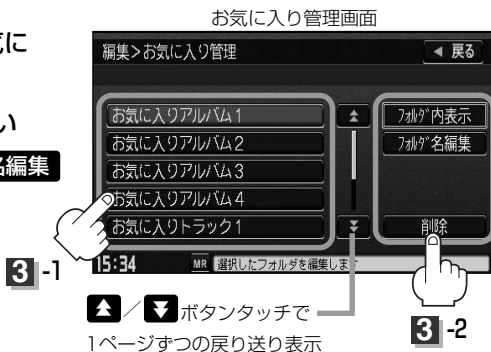 お気に入り管理画面
に
い
編集
編集>お気に入り管理
◀ 戻る
お気に入りアルバム1
お気に入りアルバム2
お気に入りアルバム3
お気に入りアルバム4
お気に入りトラック1
フォルダ内表示
フォルダ名編集
削除
15:34
MR 選択したフォルダを編集しま
3 -1
3 -2
／ ボタンタッチで
1ページずつの戻り送り表示